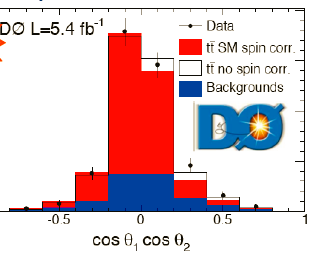 DØ L=5.4 fb⁻¹
Data
tt̄ SM spin corr.
tt̄ no spin corr.
Backgrounds
DØ
-0.5 0 0.5 1
cos θ₁ cos θ₂